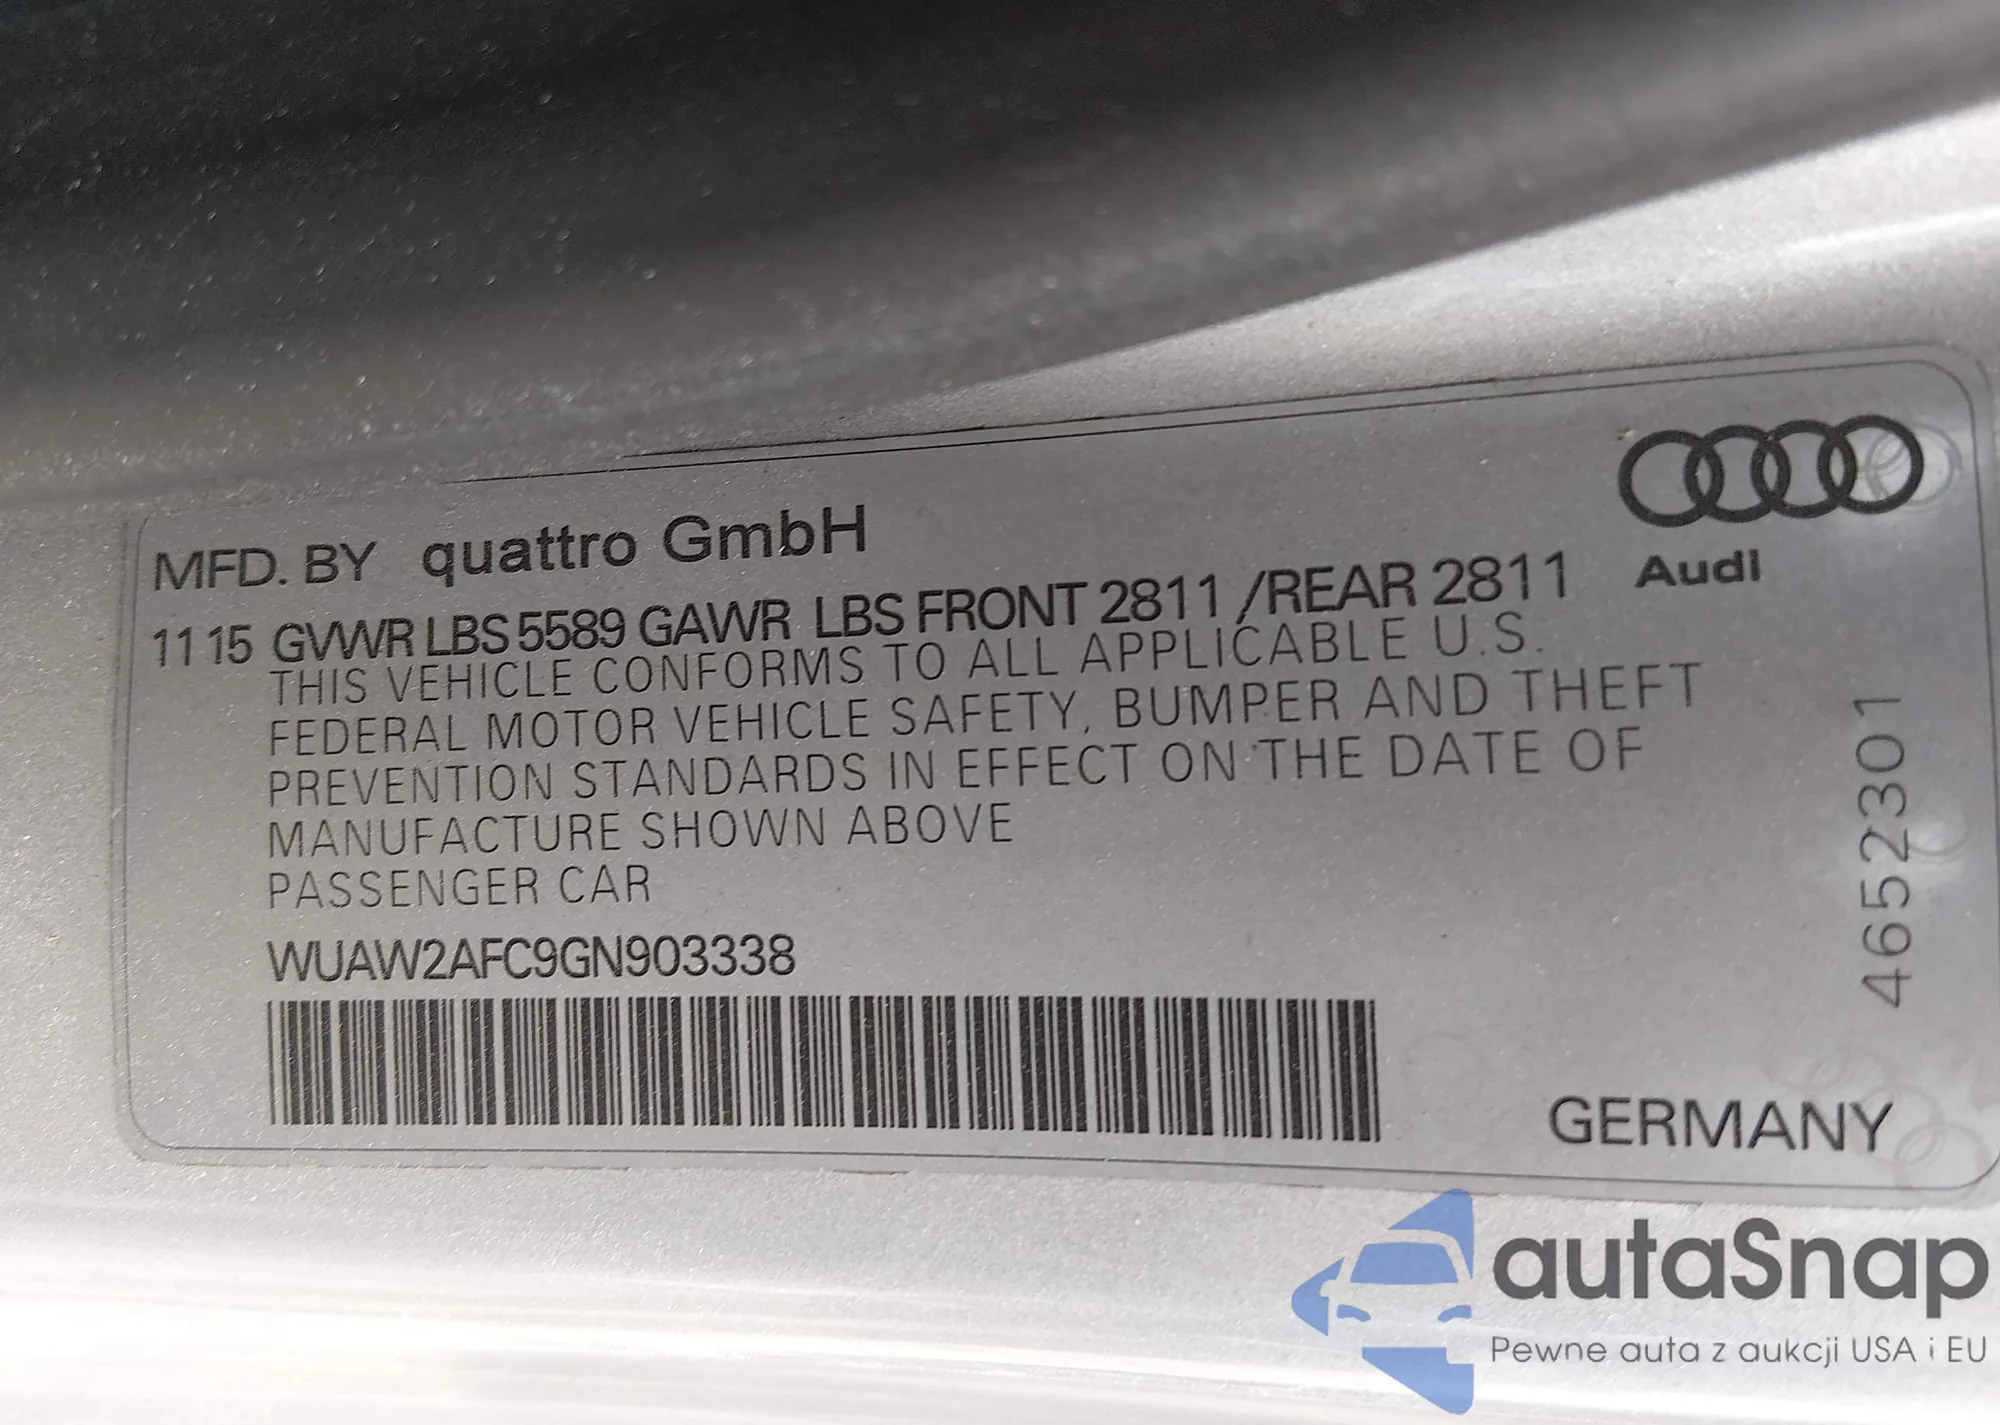 MFD. BY quattro GmbH
Audi
11 15 GVWR LBS 5589 GAWR LBS FRONT 2811 /REAR 2811
THIS VEHICLE CONFORMS TO ALL APPLICABLE U.S.
FEDERAL MOTOR VEHICLE SAFETY, BUMPER AND THEFT
PREVENTION STANDARDS IN EFFECT ON THE DATE OF
MANUFACTURE SHOWN ABOVE
PASSENGER CAR
WUAW2AFC9GN903338
4652301
GERMANY
autaSnap
Pewne auta z aukcji USA i EU